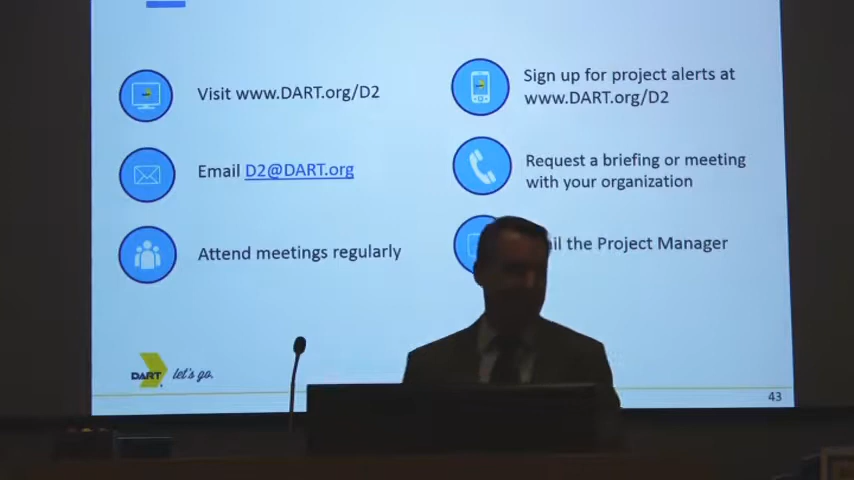 Visit www.DART.org/D2
Email D2@DART.org
Attend meetings regularly
Sign up for project alerts at
www.DART.org/D2
Request a briefing or meeting
with your organization
the Project Manager
DART let's go.
43